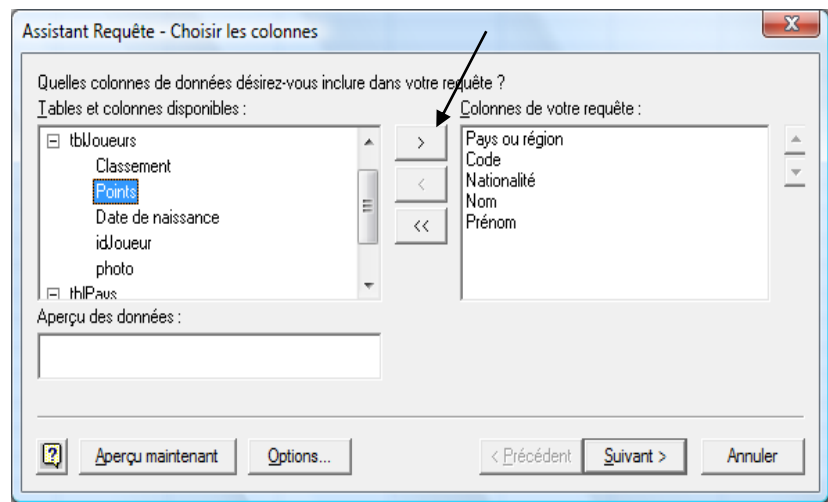 Assistant Requête - Choisir les colonnes
Quelles colonnes de données désirez-vous inclure dans votre requête ?
Tables et colonnes disponibles :
Colonnes de votre requête :
tblJoueurs
Classement
Points
Date de naissance
idJoueur
photo
tblPays
>
<
<<
Pays ou région
Code
Nationalité
Nom
Prénom
Aperçu des données :
Aperçu maintenant
Options...
< Précédent
Suivant >
Annuler